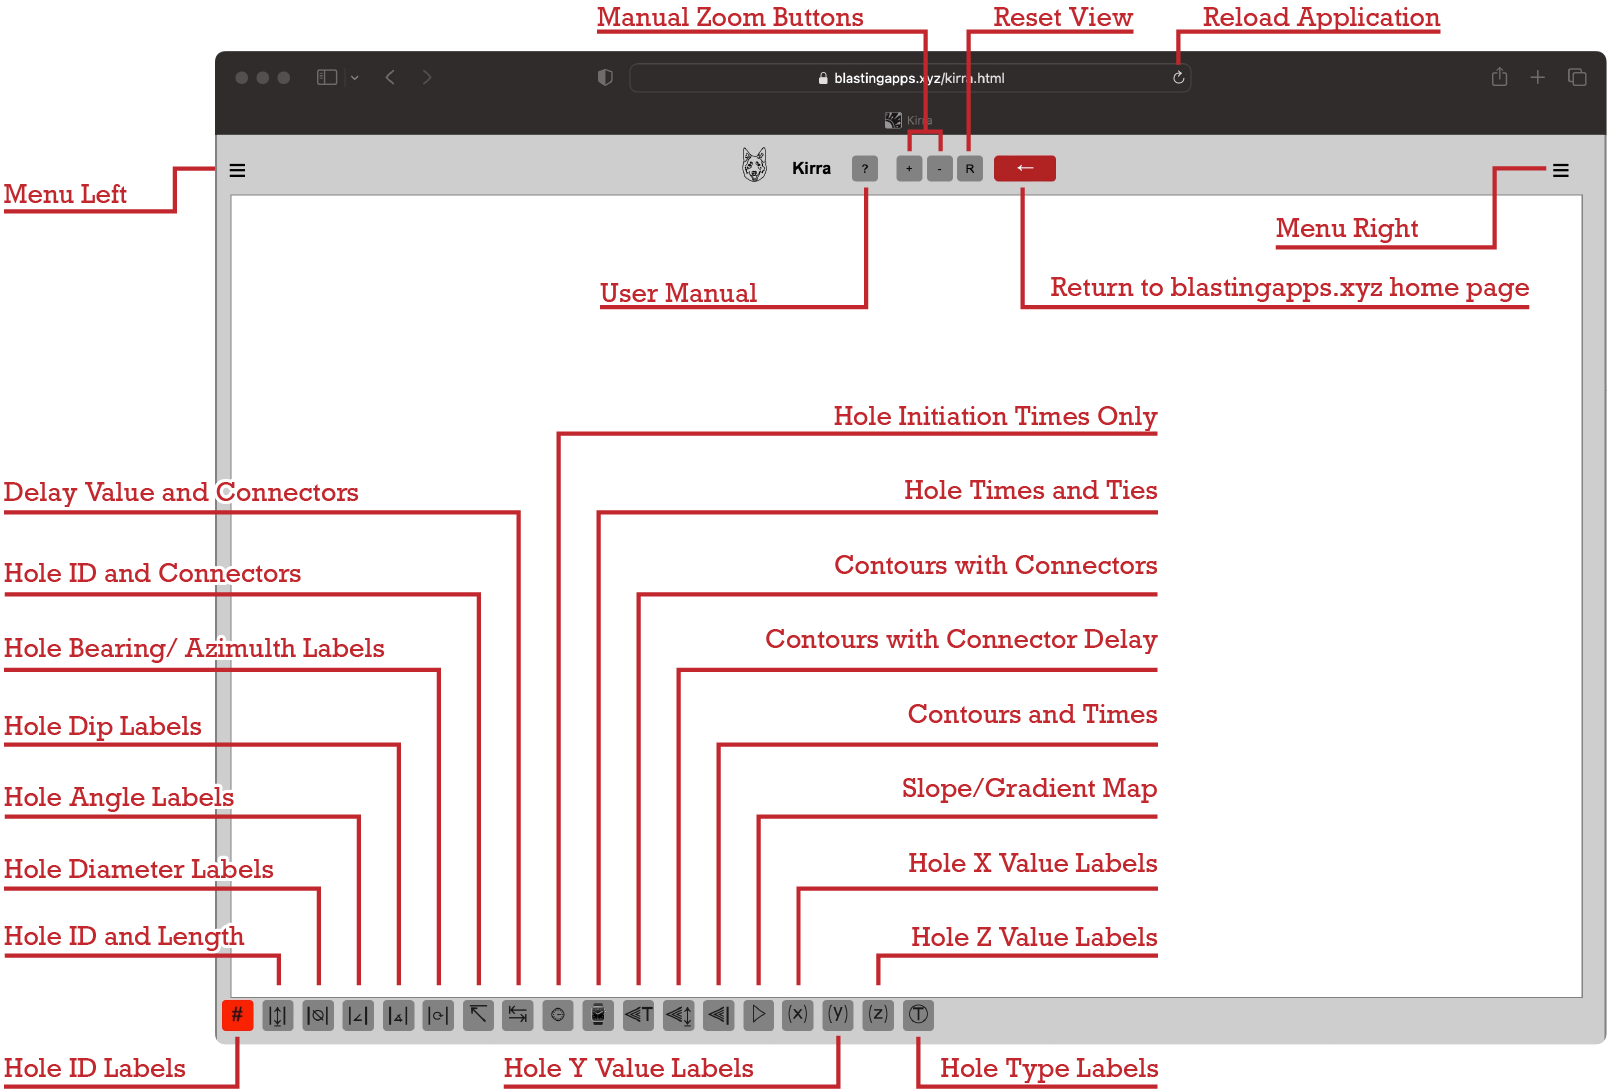 Manual Zoom Buttons
Reset View
Reload Application
blastingapps.xyz/kirra.html
Kirra
Kirra
?
+
-
R
←
Menu Left
Menu Right
User Manual
Return to blastingapps.xyz home page
Hole Initiation Times Only
Delay Value and Connectors
Hole Times and Ties
Hole ID and Connectors
Contours with Connectors
Hole Bearing/ Azimulth Labels
Contours with Connector Delay
Hole Dip Labels
Contours and Times
Hole Angle Labels
Slope/Gradient Map
Hole Diameter Labels
Hole X Value Labels
Hole ID and Length
Hole Z Value Labels
#
T
(x)
(y)
(z)
T
Hole ID Labels
Hole Y Value Labels
Hole Type Labels